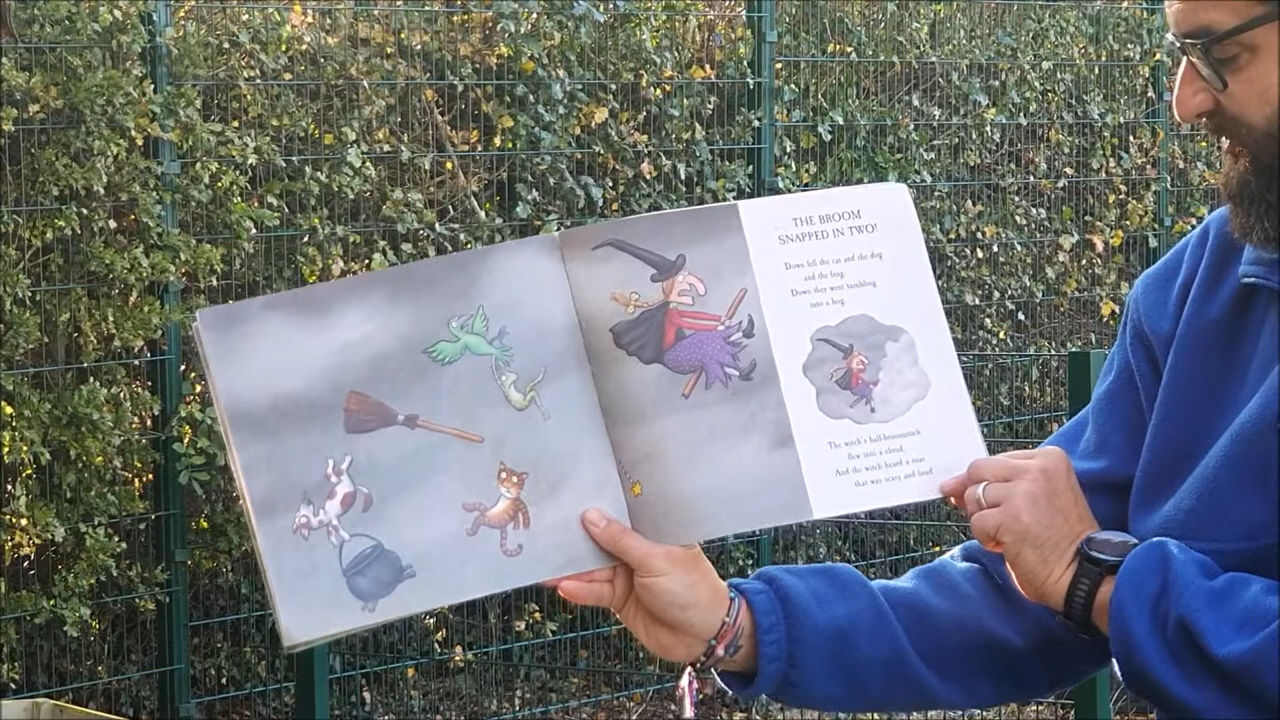 THE BROOM
SNAPPED IN TWO!
Down fell the cat and the dog
and the frog.
Down they went tumbling
into a bog.
The witch's half-broomstick
flew into a cloud,
And the witch heard a roar
that was scary and loud